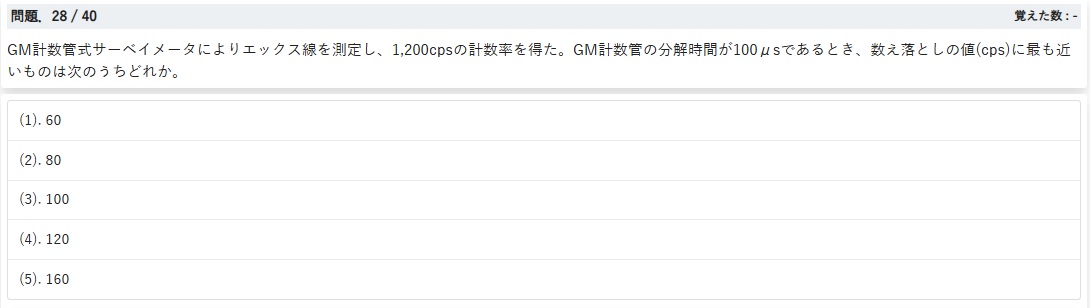 問題．28 / 40
覚えた数 : -
GM計数管式サーベイメータによりエックス線を測定し、1,200cpsの計数率を得た。GM計数管の分解時間が100μsであるとき、数え落としの値(cps)に最も近
いものは次のうちどれか。
(1). 60
(2). 80
(3). 100
(4). 120
(5). 160